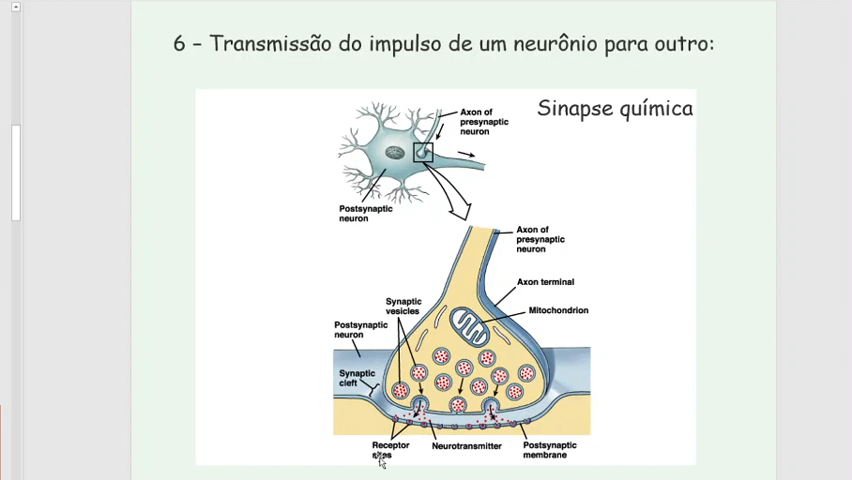 6 – Transmissão do impulso de um neurônio para outro:
Sinapse química
Axon of
presynaptic
neuron
Postsynaptic
neuron
Axon of
presynaptic
neuron
Axon terminal
Synaptic
vesicles
Mitochondrion
Postsynaptic
neuron
Synaptic
cleft
Receptor
sites
Neurotransmitter
Postsynaptic
membrane